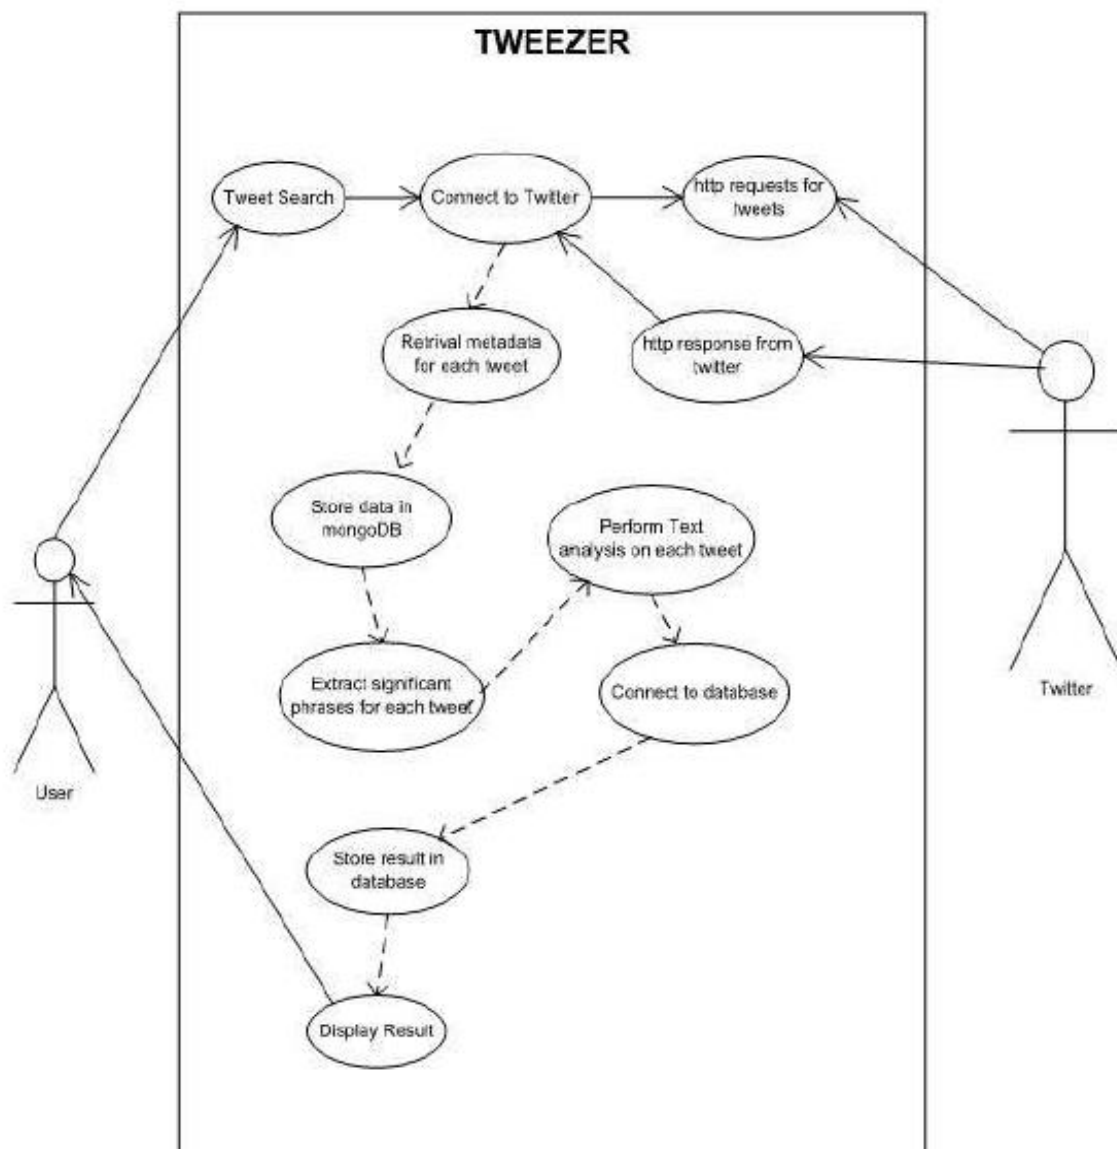 TWEEZER
Tweet Search
Connect to Twitter
http requests for
tweets
Retrival metadata
for each tweet
http response from
twitter
Store data in
mongoDB
Perform Text
analysis on each tweet
Extract significant
phrases for each tweet
Connect to database
Twitter
User
Store result in
database
Display Result